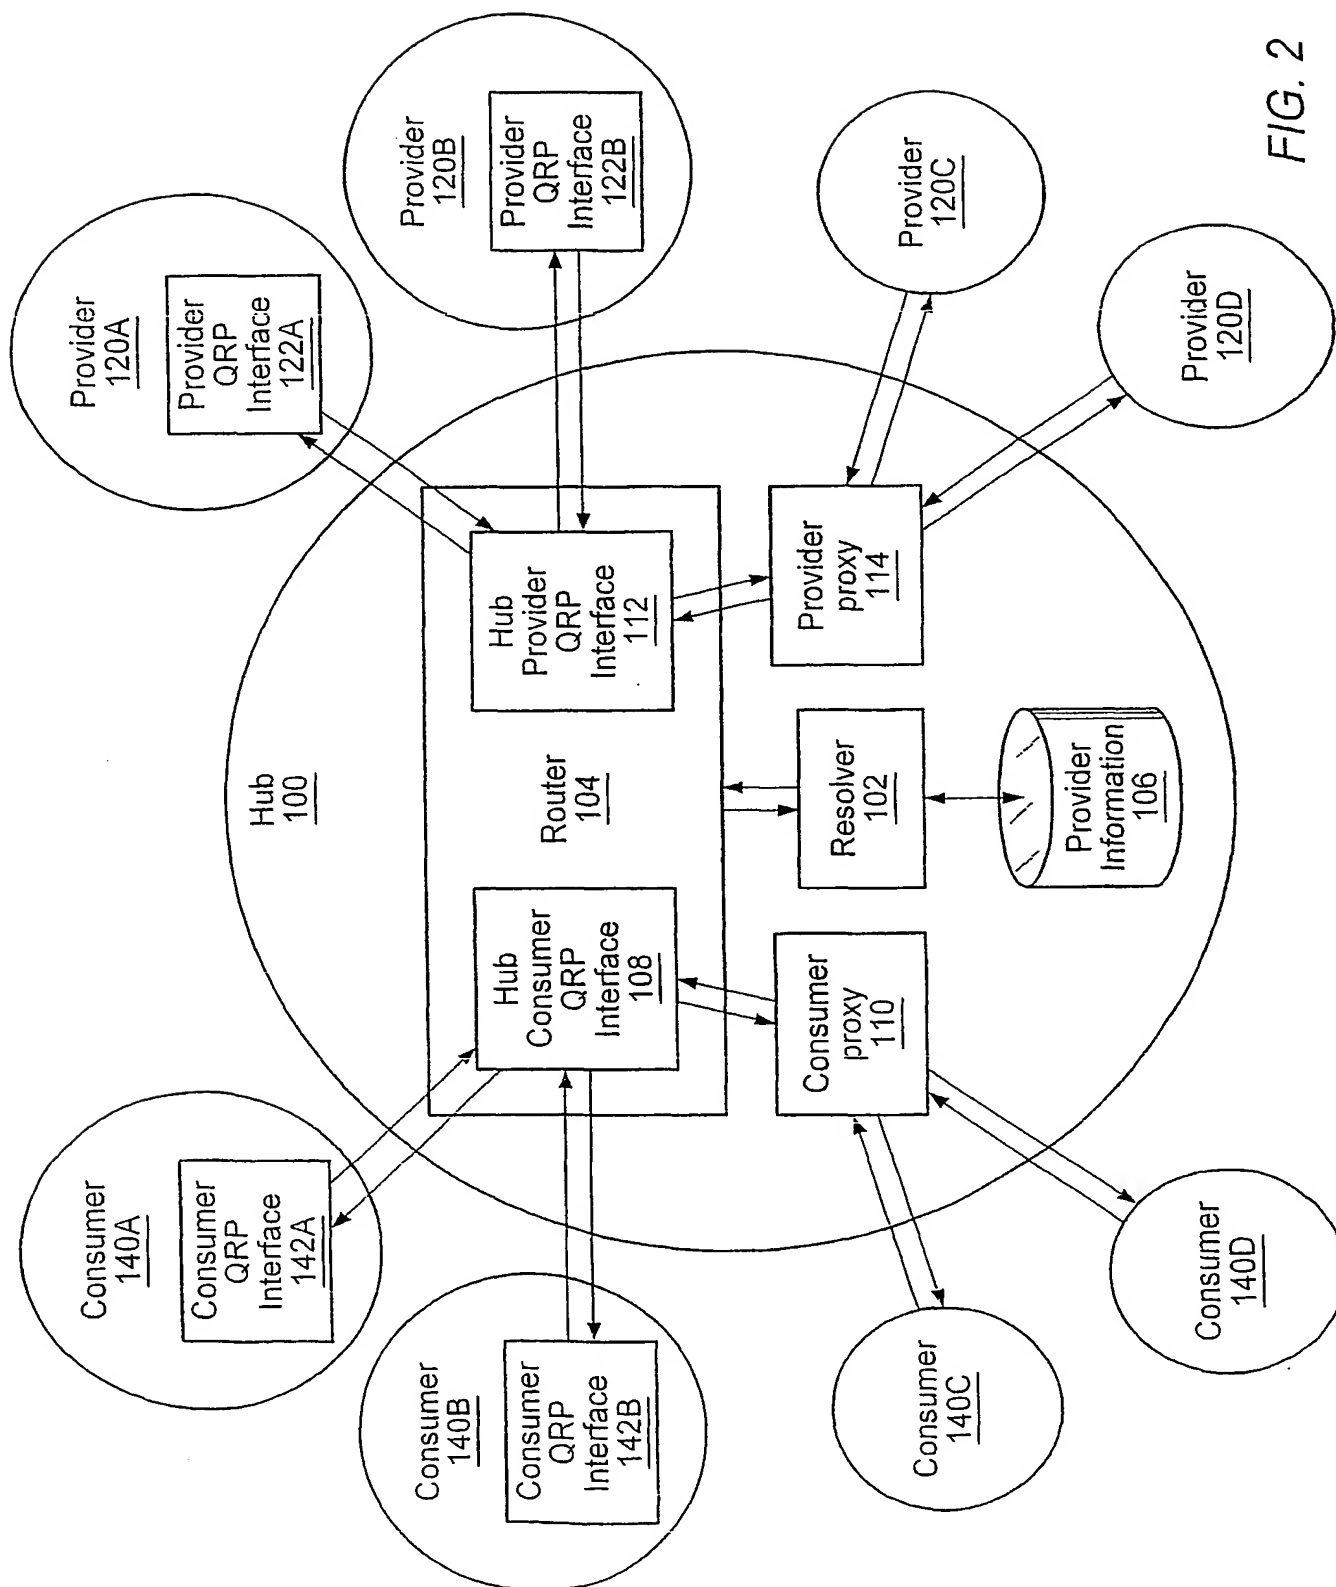 Consumer
140A
Consumer
QRP
Interface
142A
Consumer
140B
Consumer
QRP
Interface
142B
Consumer
140C
Consumer
140D
Hub
100
Hub
Consumer
QRP
Interface
108
Router
104
Hub
Provider
QRP
Interface
112
Consumer
proxy
110
Resolver
102
Provider
proxy
114
Provider
Information
106
Provider
120A
Provider
QRP
Interface
122A
Provider
120B
Provider
QRP
Interface
122B
Provider
120C
Provider
120D
FIG. 2